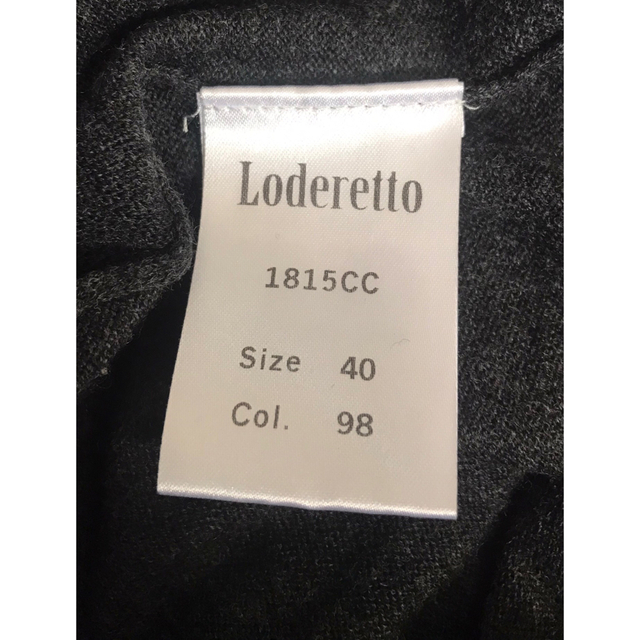 Loderetto
1815CC
Size 40
Col. 98